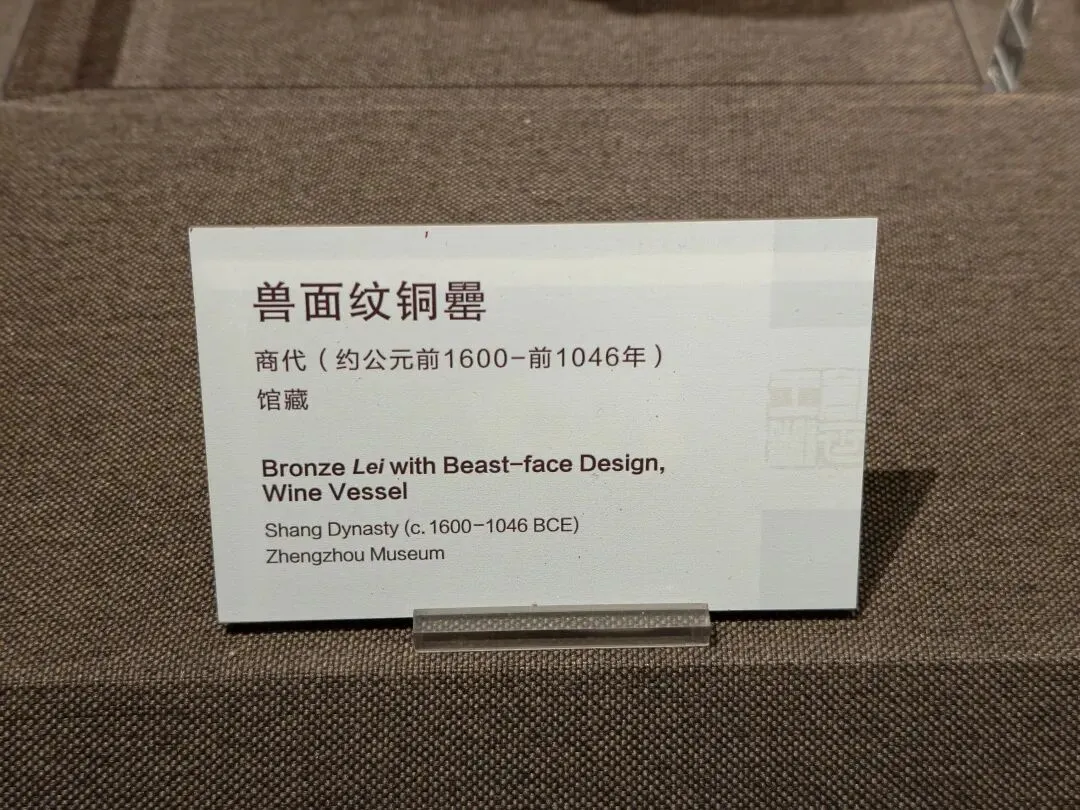 兽面纹铜罍
商代（约公元前1600-前1046年）
馆藏
Bronze Lei with Beast-face Design,
Wine Vessel
Shang Dynasty (c. 1600-1046 BCE)
Zhengzhou Museum